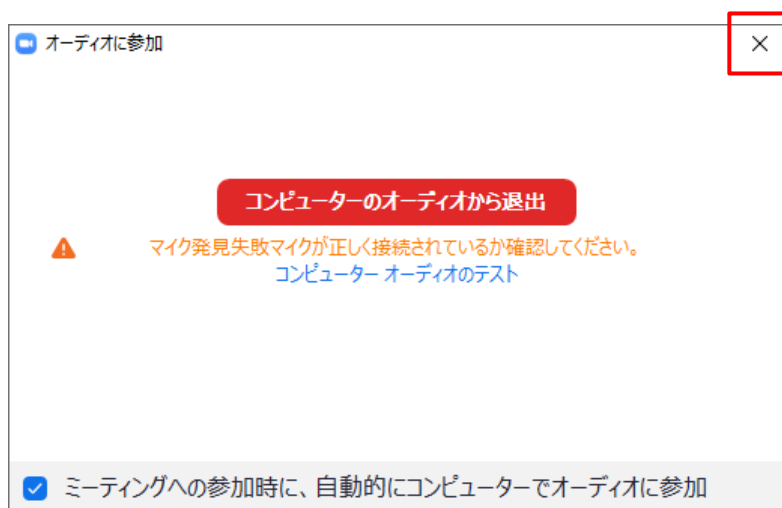 オーディオに参加
コンピューターのオーディオから退出
マイク発見失敗マイクが正しく接続されているか確認してください。
コンピューター オーディオのテスト
ミーティングへの参加時に、自動的にコンピューターでオーディオに参加